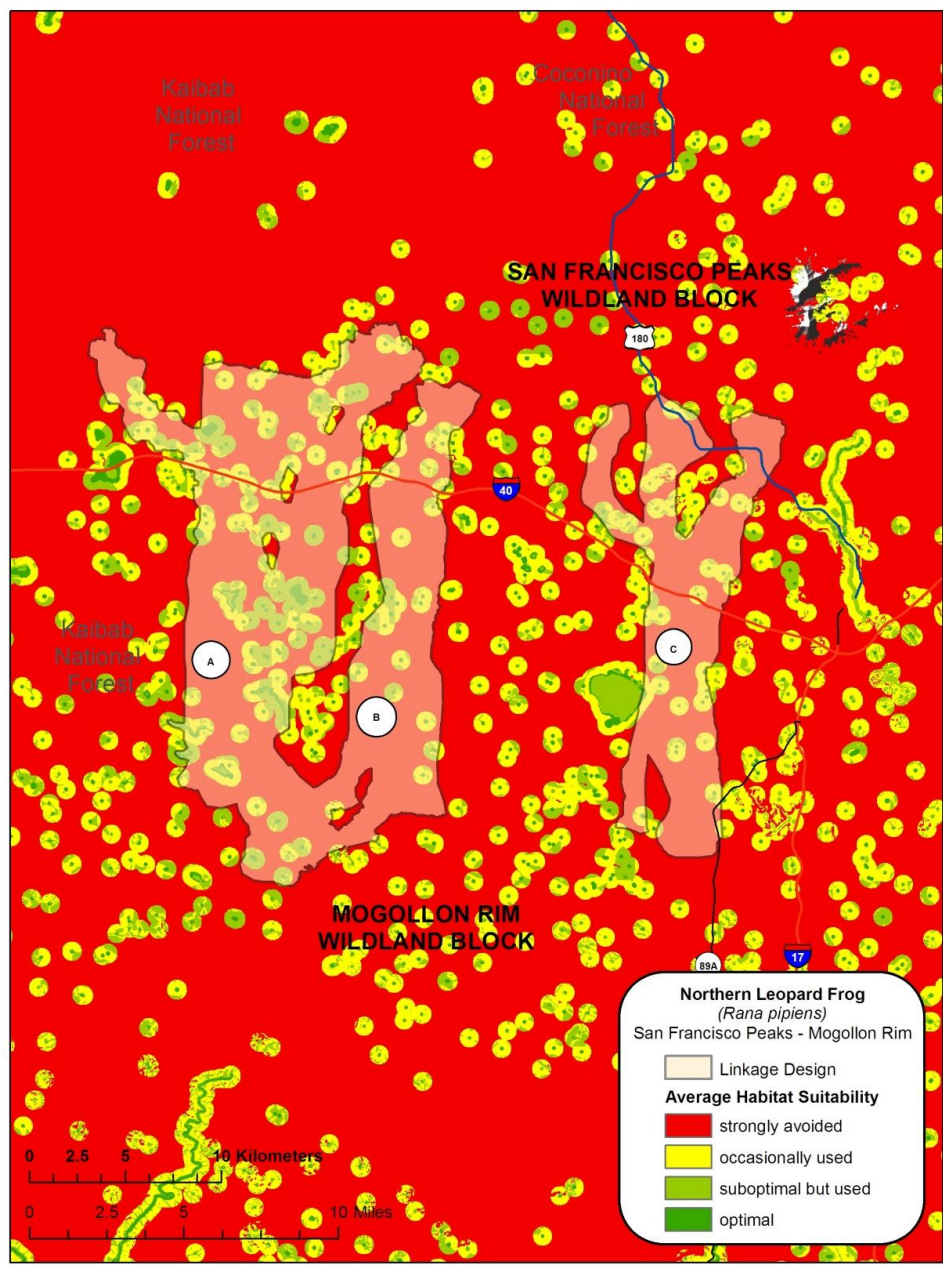 Kaibab
National
Forest
Coconino
National
Forest
SAN FRANCISCO PEAKS
WILDLAND BLOCK
180
40
Kaibab
National
Forest
A
B
C
MOGOLLON RIM
WILDLAND BLOCK
89A
17
Northern Leopard Frog
(Rana pipiens)
San Francisco Peaks - Mogollon Rim
Linkage Design
Average Habitat Suitability
strongly avoided
occasionally used
suboptimal but used
optimal
0 2.5 5 10 Kilometers
0 2.5 5 10 Miles